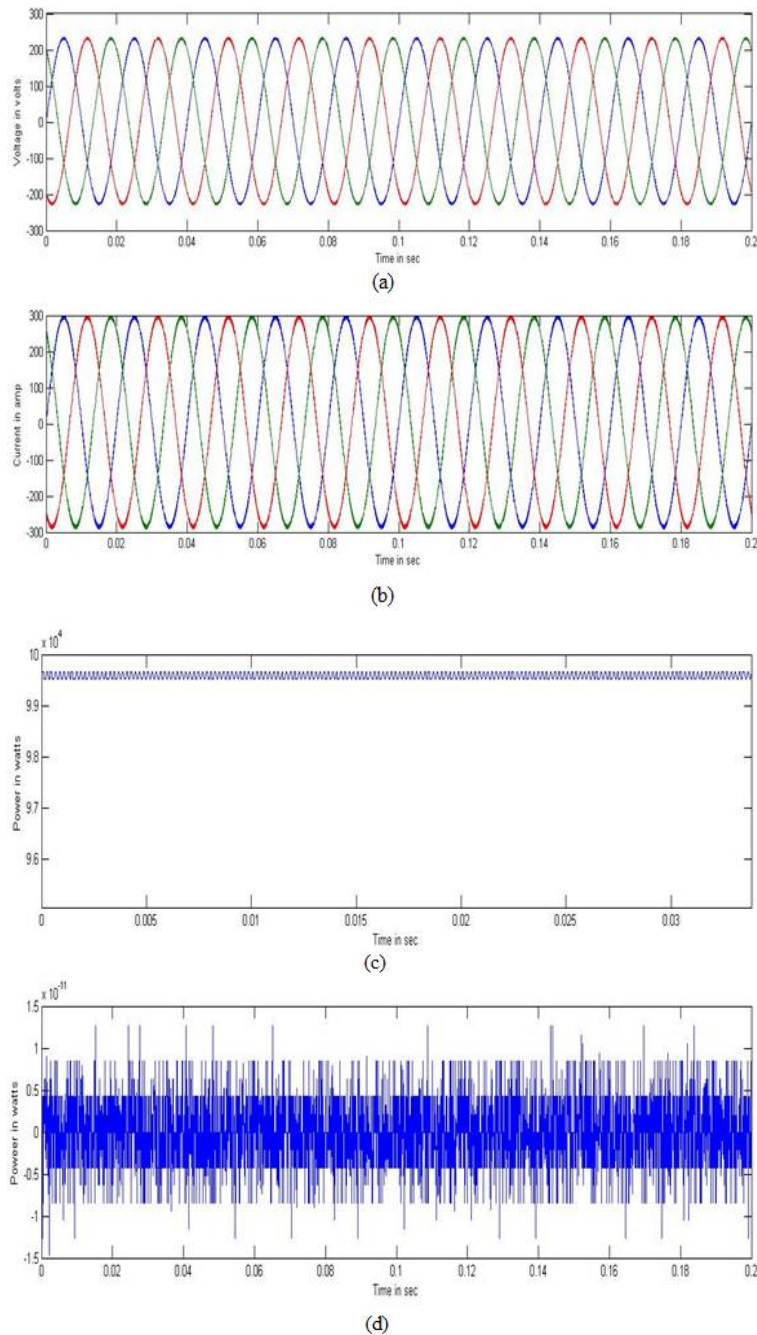 300
200
100
0
-100
-200
-300
Voltage in volts
0 0.02 0.04 0.06 0.08 0.1 0.12 0.14 0.16 0.18 0.2
Time in sec
(a)
300
200
100
0
-100
-200
-300
Current in amp
0 0.02 0.04 0.06 0.08 0.1 0.12 0.14 0.16 0.18 0.2
Time in sec
(b)
x 10^4
10
9.9
9.8
9.7
9.6
Power in watts
0 0.005 0.01 0.015 0.02 0.025 0.03
Time in sec
(c)
x 10^-11
1.5
1
0.5
0
-0.5
-1
-1.5
Poweer in watts
0 0.02 0.04 0.06 0.08 0.1 0.12 0.14 0.16 0.18 0.2
Time in sec
(d)